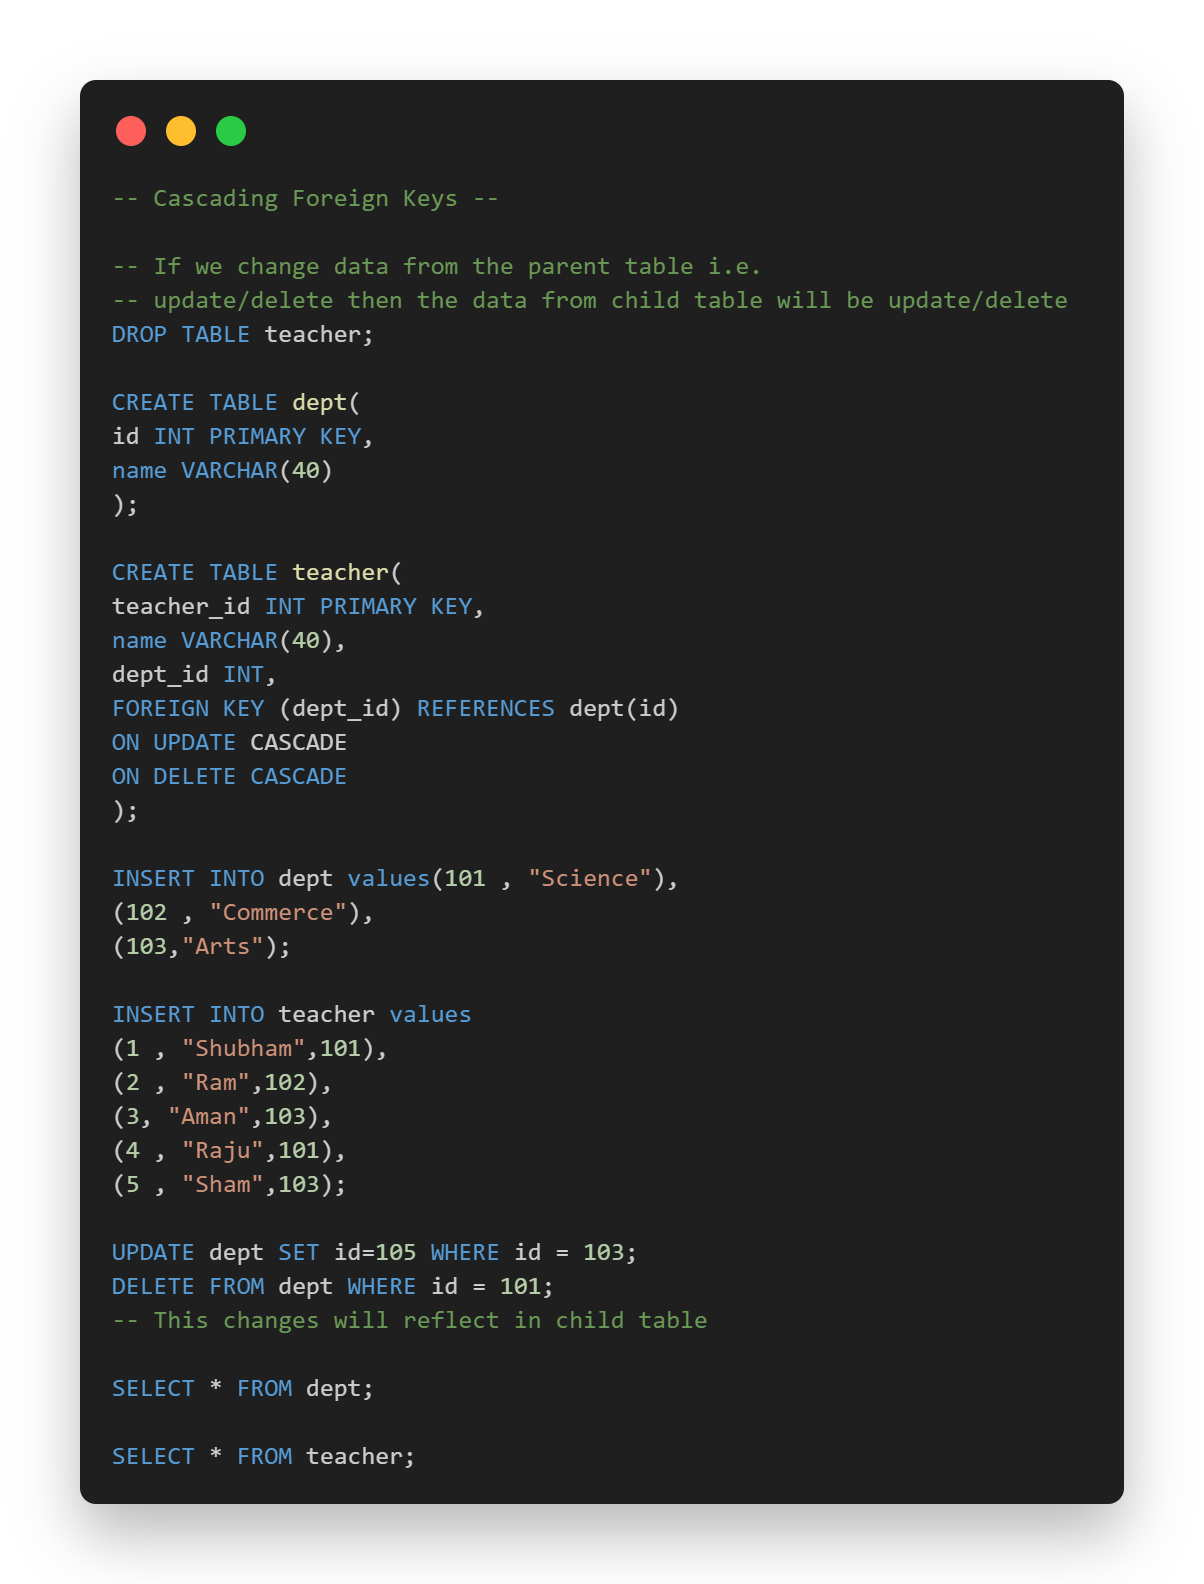 -- Cascading Foreign Keys --
-- If we change data from the parent table i.e.
-- update/delete then the data from child table will be update/delete
DROP TABLE teacher;
CREATE TABLE dept(
id INT PRIMARY KEY,
name VARCHAR(40)
);
CREATE TABLE teacher(
teacher_id INT PRIMARY KEY,
name VARCHAR(40),
dept_id INT,
FOREIGN KEY (dept_id) REFERENCES dept(id)
ON UPDATE CASCADE
ON DELETE CASCADE
);
INSERT INTO dept values(101 , "Science"),
(102 , "Commerce"),
(103,"Arts");
INSERT INTO teacher values
(1 , "Shubham",101),
(2 , "Ram",102),
(3, "Aman",103),
(4 , "Raju",101),
(5 , "Sham",103);
UPDATE dept SET id=105 WHERE id = 103;
DELETE FROM dept WHERE id = 101;
-- This changes will reflect in child table
SELECT * FROM dept;
SELECT * FROM teacher;